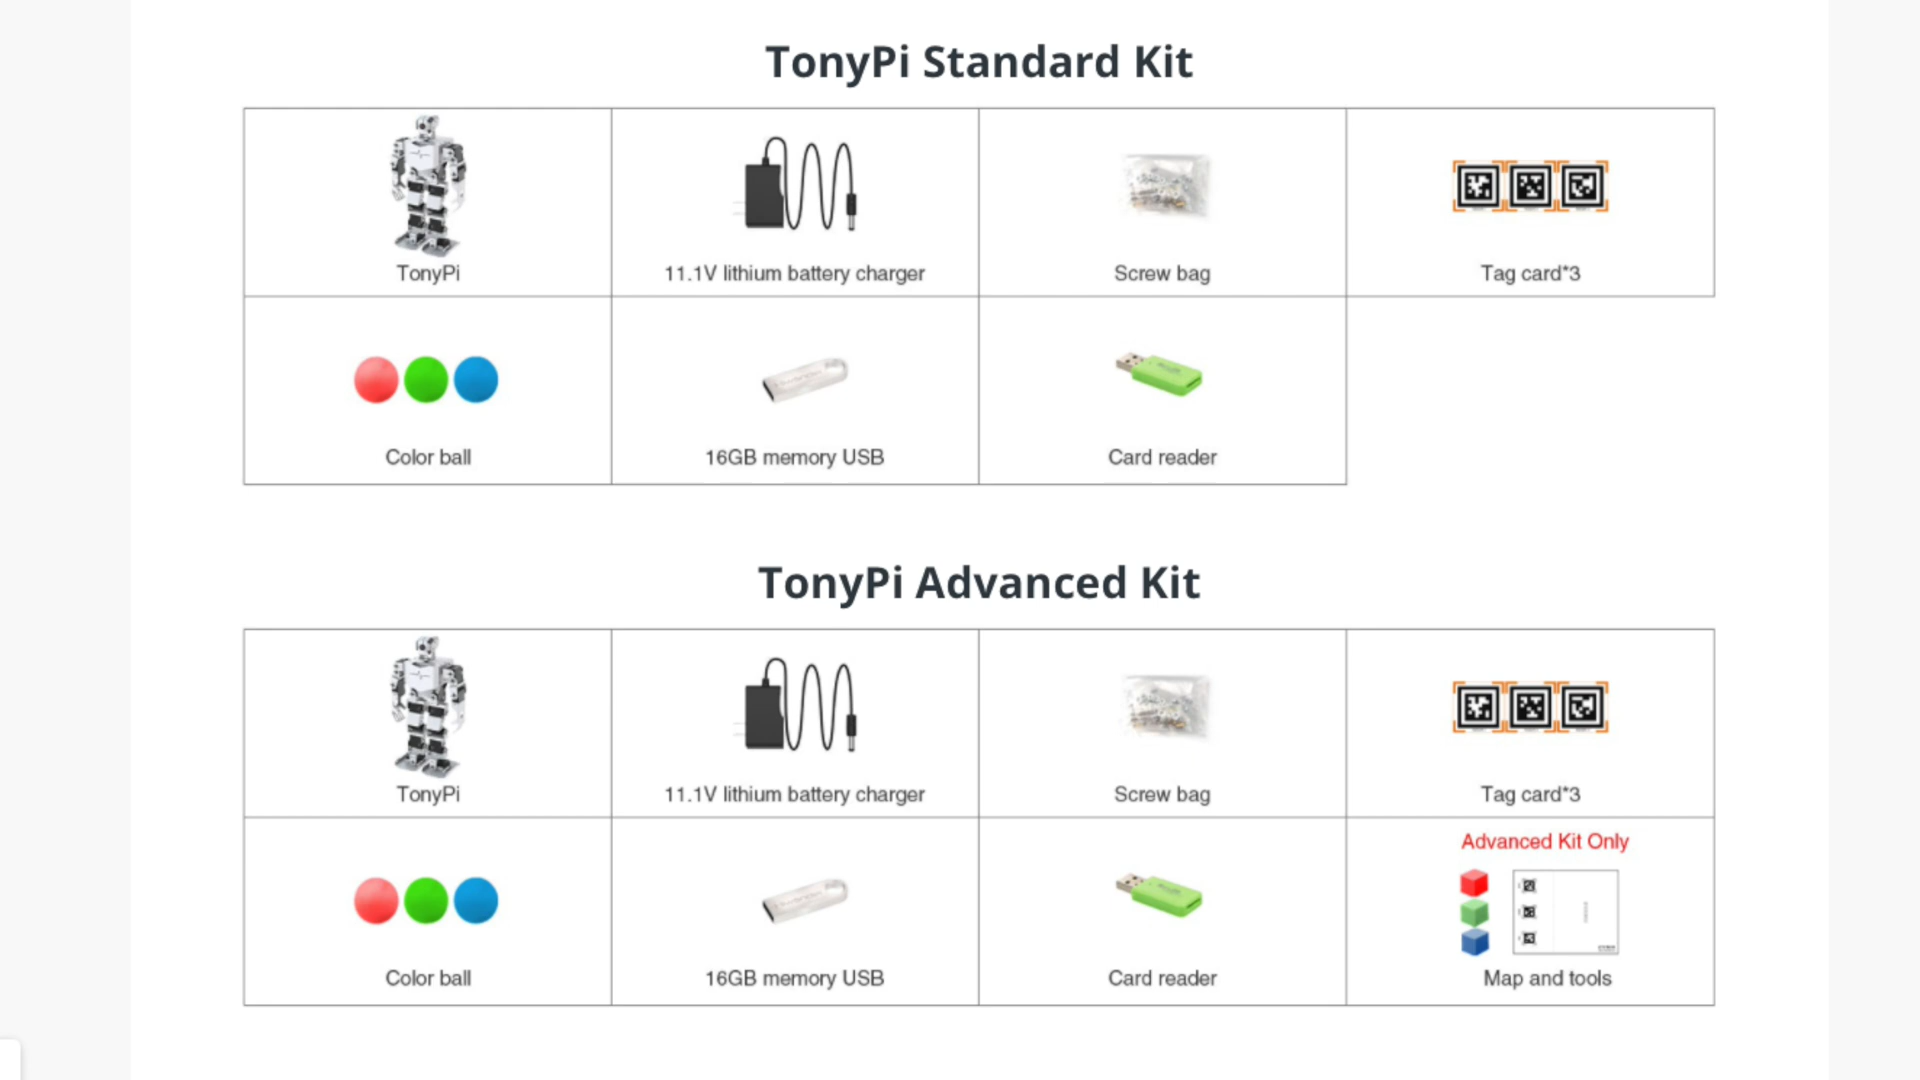 TonyPi Standard Kit
TonyPi
11.1V lithium battery charger
Screw bag
Tag card*3
Color ball
16GB memory USB
Card reader
TonyPi Advanced Kit
TonyPi
11.1V lithium battery charger
Screw bag
Tag card*3
Color ball
16GB memory USB
Card reader
Advanced Kit Only
Map and tools